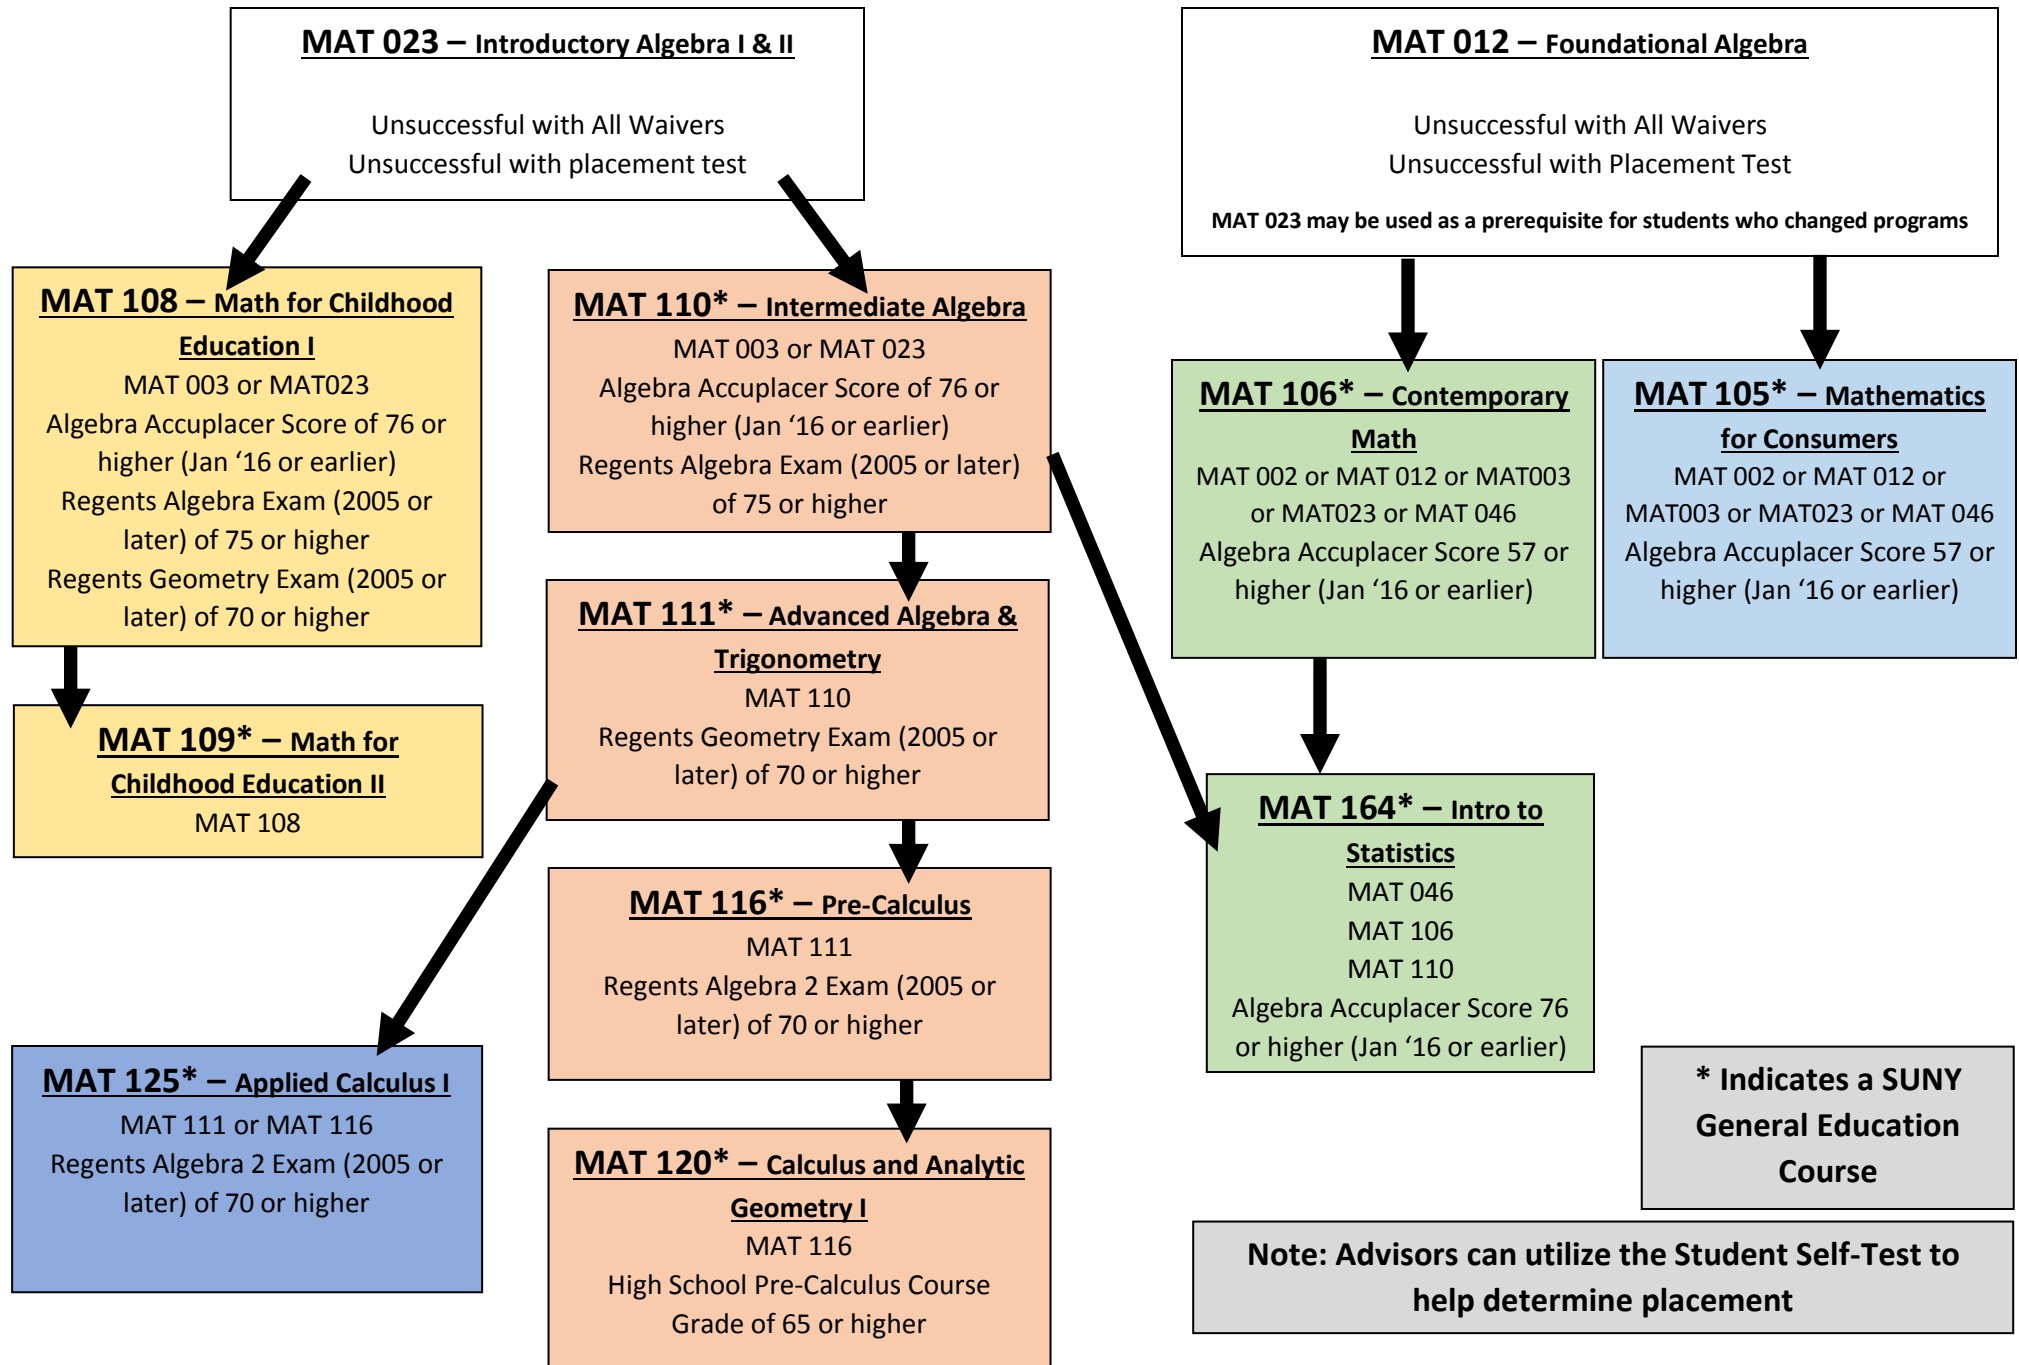 MAT 023 – Introductory Algebra I & II
Unsuccessful with All Waivers
Unsuccessful with placement test
MAT 012 – Foundational Algebra
Unsuccessful with All Waivers
Unsuccessful with Placement Test
MAT 023 may be used as a prerequisite for students who changed programs
MAT 108 – Math for Childhood
Education I
MAT 003 or MAT023
Algebra Accuplacer Score of 76 or
higher (Jan ‘16 or earlier)
Regents Algebra Exam (2005 or
later) of 75 or higher
Regents Geometry Exam (2005 or
later) of 70 or higher
MAT 110* – Intermediate Algebra
MAT 003 or MAT 023
Algebra Accuplacer Score of 76 or
higher (Jan ‘16 or earlier)
Regents Algebra Exam (2005 or later)
of 75 or higher
MAT 106* – Contemporary
Math
MAT 002 or MAT 012 or MAT003
or MAT023 or MAT 046
Algebra Accuplacer Score 57 or
higher (Jan ‘16 or earlier)
MAT 105* – Mathematics
for Consumers
MAT 002 or MAT 012 or
MAT003 or MAT023 or MAT 046
Algebra Accuplacer Score 57 or
higher (Jan ‘16 or earlier)
MAT 111* – Advanced Algebra &
Trigonometry
MAT 110
Regents Geometry Exam (2005 or
later) of 70 or higher
MAT 109* – Math for
Childhood Education II
MAT 108
MAT 164* – Intro to
Statistics
MAT 046
MAT 106
MAT 110
Algebra Accuplacer Score 76
or higher (Jan ‘16 or earlier)
MAT 116* – Pre-Calculus
MAT 111
Regents Algebra 2 Exam (2005 or
later) of 70 or higher
MAT 125* – Applied Calculus I
MAT 111 or MAT 116
Regents Algebra 2 Exam (2005 or
later) of 70 or higher
MAT 120* – Calculus and Analytic
Geometry I
MAT 116
High School Pre-Calculus Course
Grade of 65 or higher
* Indicates a SUNY
General Education
Course
Note: Advisors can utilize the Student Self-Test to
help determine placement